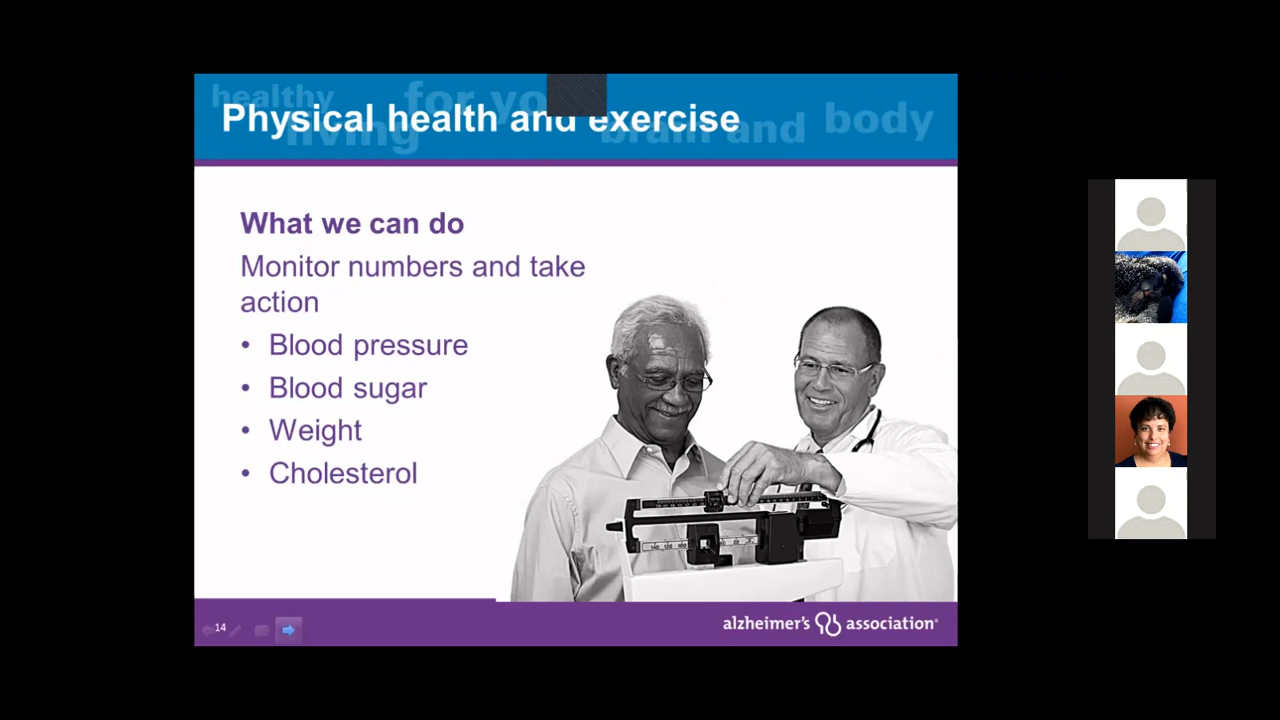 healthy
for yo
living
brain and
body
Physical health and exercise
What we can do
Monitor numbers and take
action
• Blood pressure
• Blood sugar
• Weight
• Cholesterol
14
alzheimer's association®